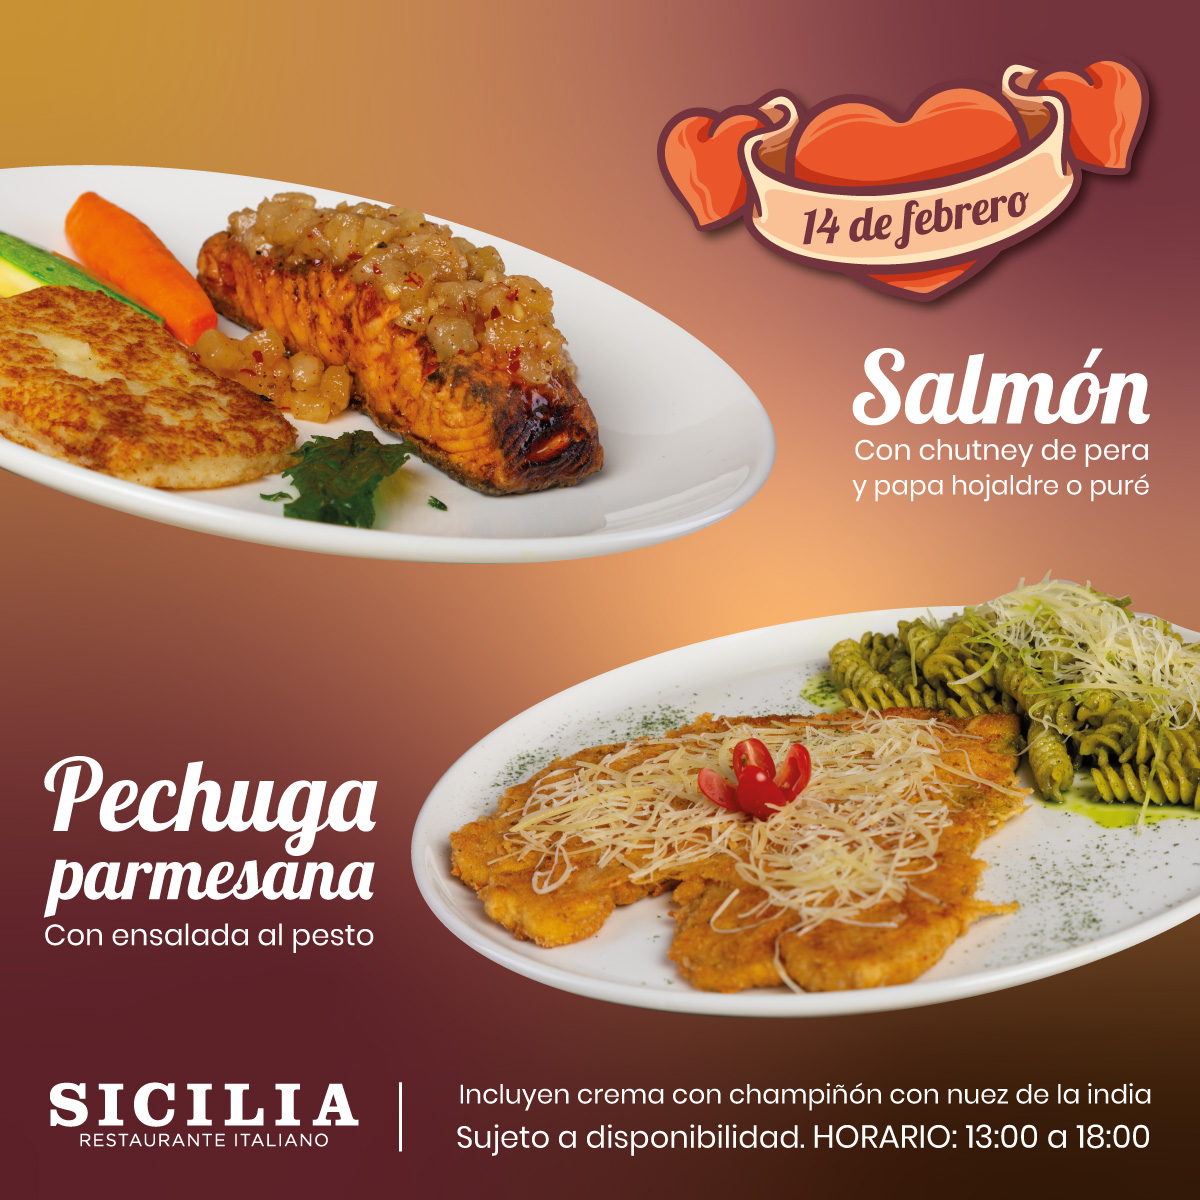 14 de febrero
Salmón
Con chutney de pera
y papa hojaldre o puré
Pechuga
parmesana
Con ensalada al pesto
SICILIA
RESTAURANTE ITALIANO
Incluyen crema con champiñón con nuez de la india
Sujeto a disponibilidad. HORARIO: 13:00 a 18:00